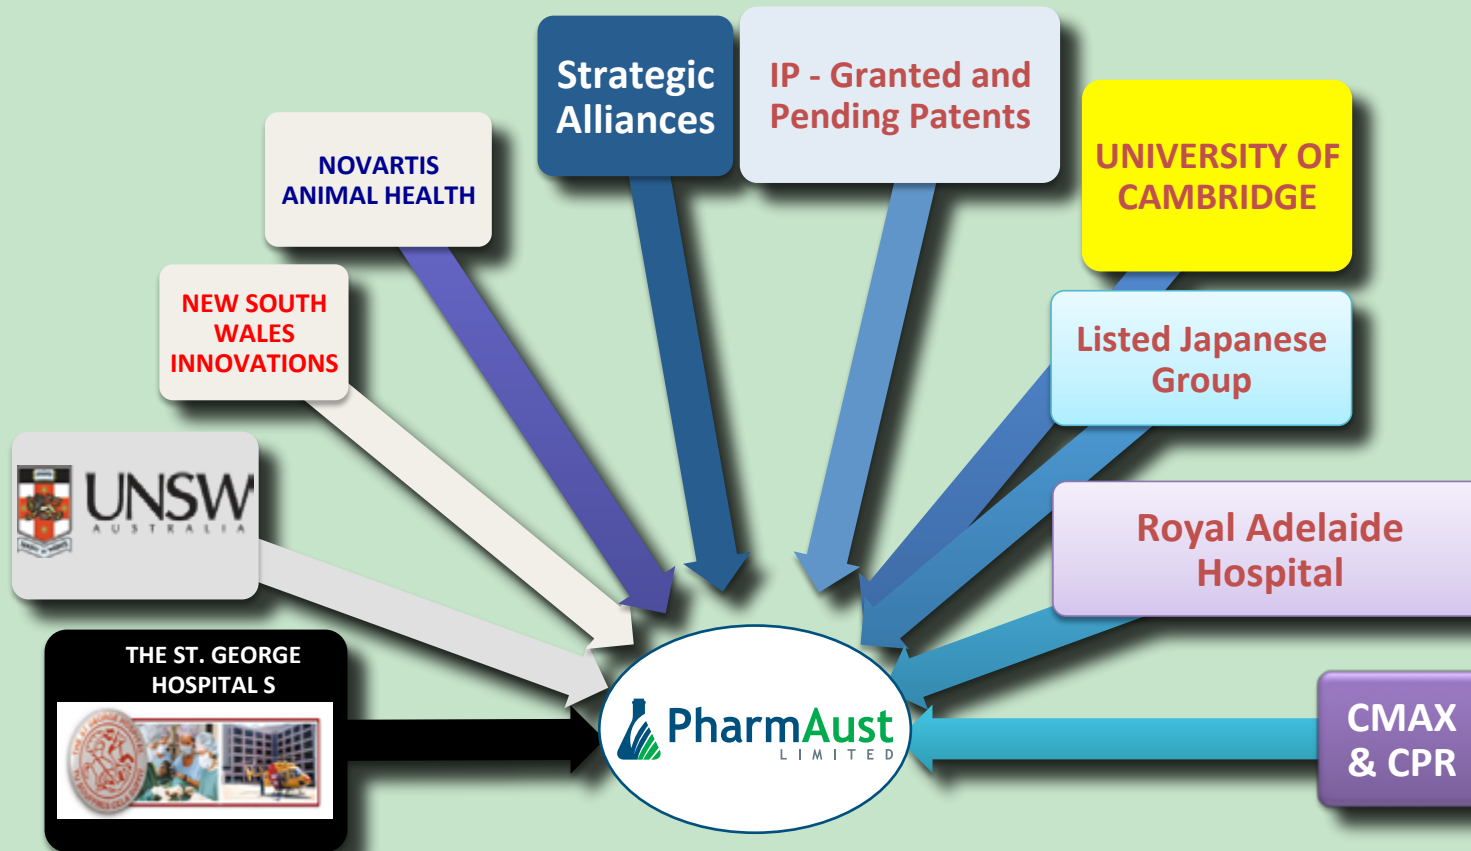 Strategic
Alliances
IP - Granted and
Pending Patents
UNIVERSITY OF
CAMBRIDGE
NOVARTIS
ANIMAL HEALTH
NEW SOUTH
WALES
INNOVATIONS
Listed Japanese
Group
UNSW
AUSTRALIA
Royal Adelaide
Hospital
THE ST. GEORGE
HOSPITAL S
PharmAust
LIMITED
CMAX
& CPR